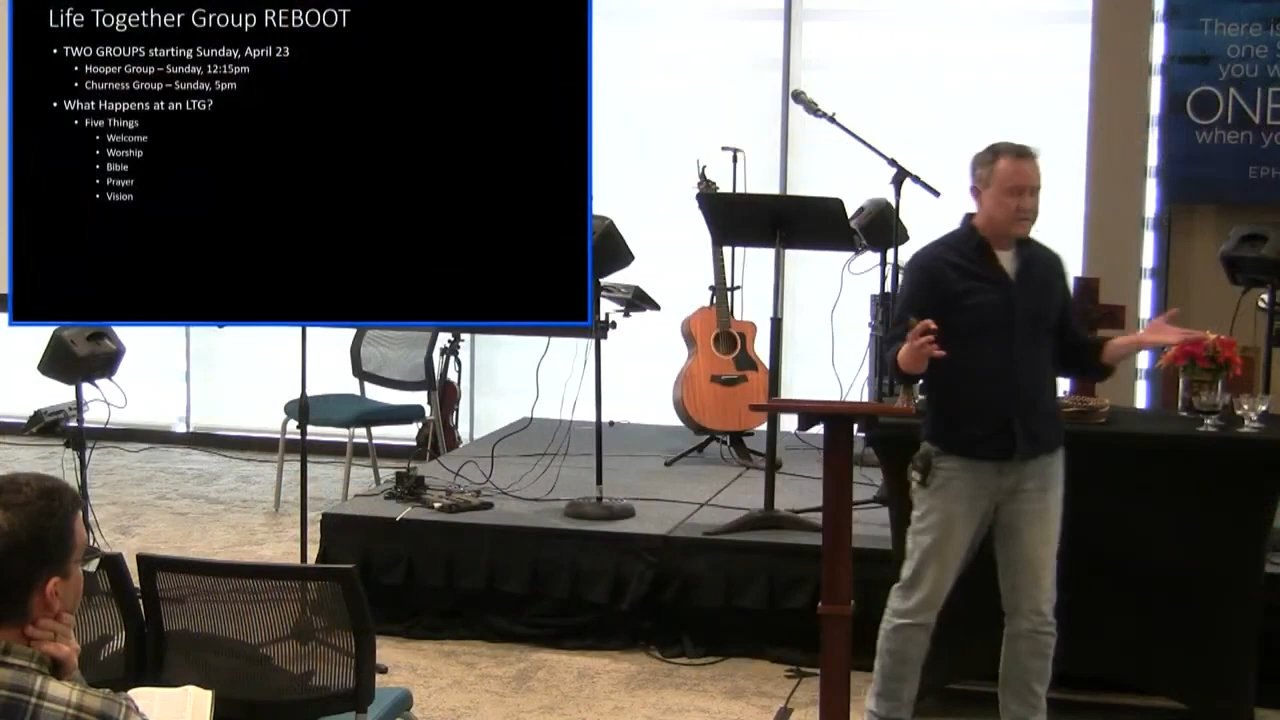 Life Together Group REBOOT
• TWO GROUPS starting Sunday, April 23
• Hooper Group – Sunday, 12:15pm
• Churness Group – Sunday, 5pm
• What Happens at an LTG?
• Five Things
• Welcome
• Worship
• Bible
• Prayer
• Vision
There is
one
you w
ONE
when yo
EPH